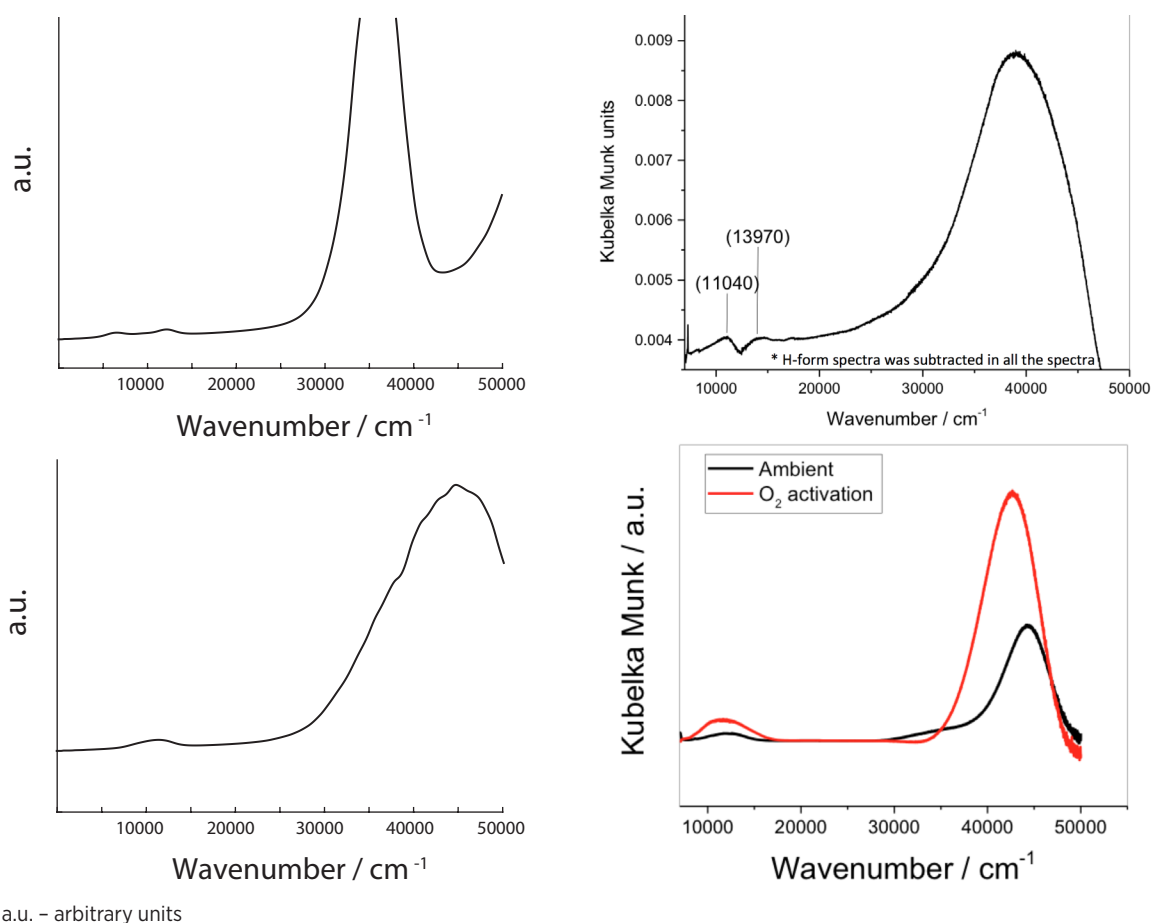 a.u.
10000 20000 30000 40000 50000
Wavenumber / cm⁻¹
Kubelka Munk units
0.009
0.008
0.007
0.006
0.005
0.004
(13970)
(11040)
* H-form spectra was subtracted in all the spectra
10000 20000 30000 40000 50000
Wavenumber / cm⁻¹
a.u.
10000 20000 30000 40000 50000
Wavenumber / cm⁻¹
Kubelka Munk / a.u.
Ambient
O₂ activation
10000 20000 30000 40000 50000
Wavenumber / cm⁻¹
a.u. – arbitrary units